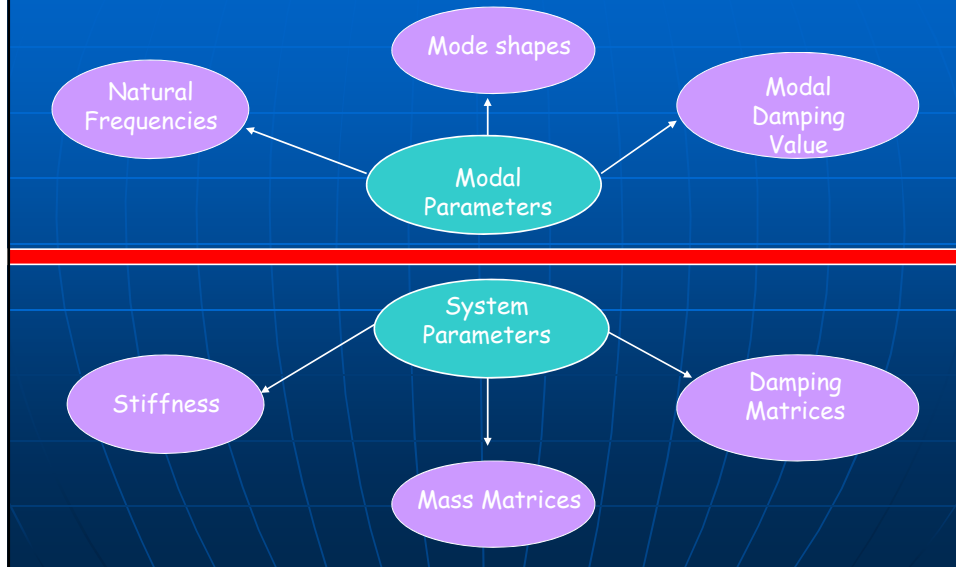 Mode shapes
Natural
Frequencies
Modal
Damping
Value
Modal
Parameters
System
Parameters
Stiffness
Damping
Matrices
Mass Matrices